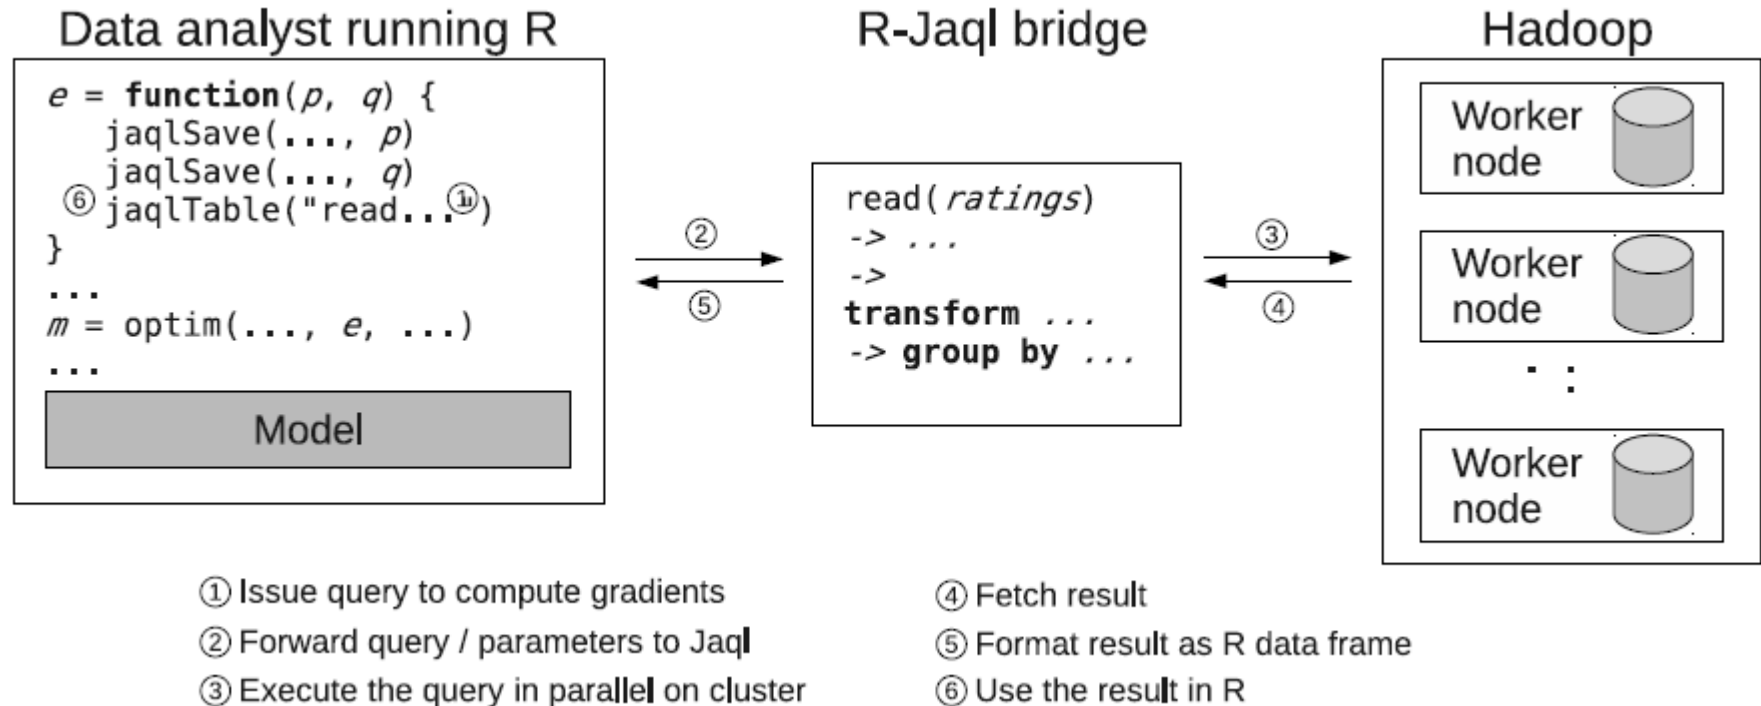 Data analyst running R
e = function(p, q) {
jaqlSave(..., p)
jaqlSave(..., q)
⑥ jaqlTable("read...①")
}
...
m = optim(..., e, ...)
...
Model
②
⑤
R-Jaql bridge
read(ratings)
-> ...
->
transform ...
-> group by ...
③
④
Hadoop
Worker
node
Worker
node
Worker
node
① Issue query to compute gradients
② Forward query / parameters to Jaql
③ Execute the query in parallel on cluster
④ Fetch result
⑤ Format result as R data frame
⑥ Use the result in R